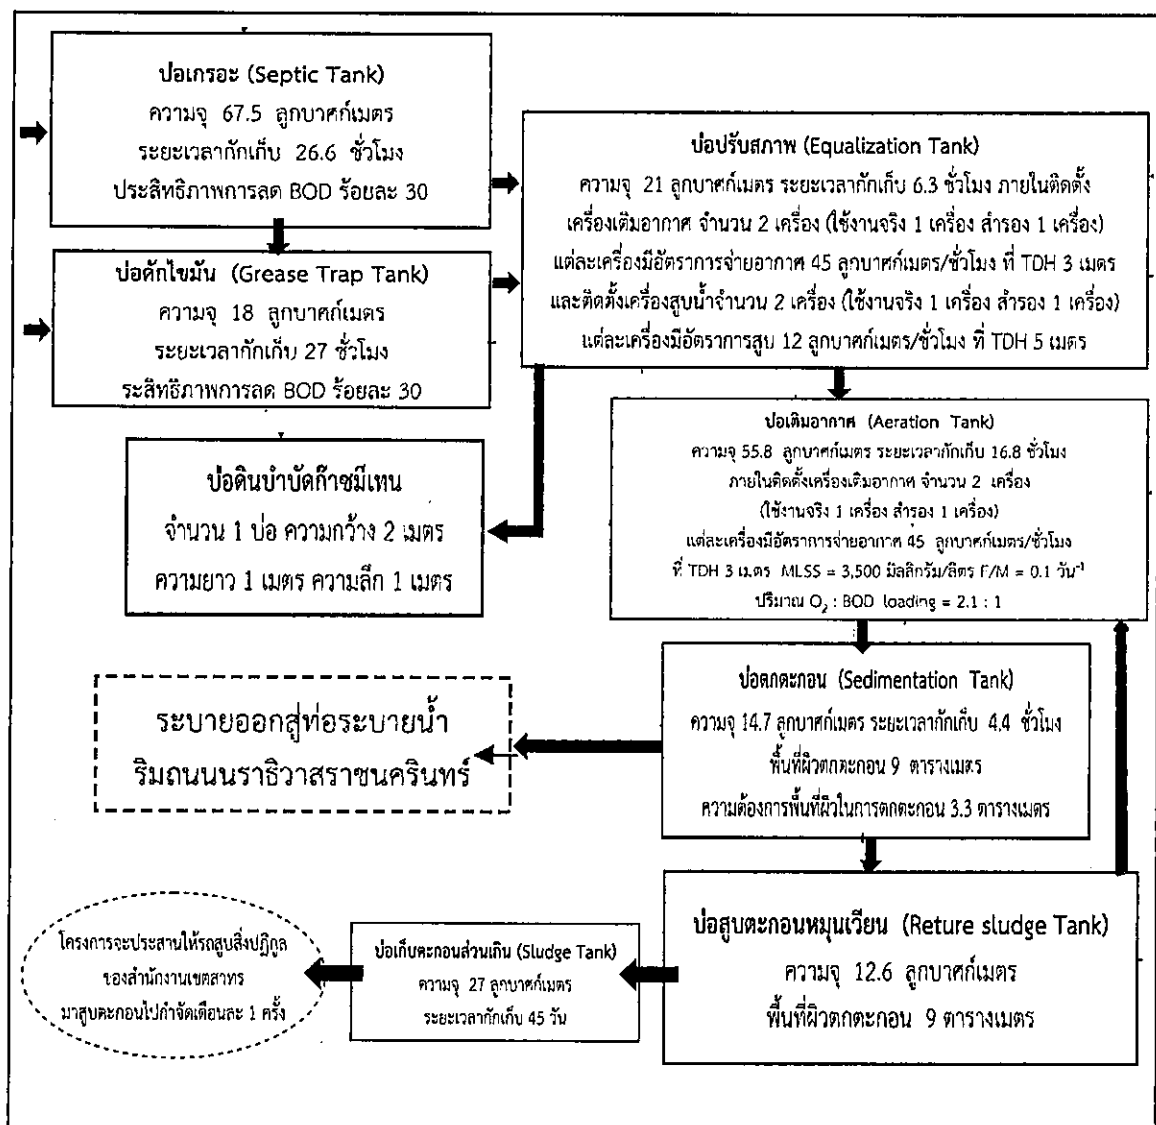 บ่อเกรอะ (Septic Tank)
ความจุ 67.5 ลูกบาศก์เมตร
ระยะเวลากักเก็บ 26.6 ชั่วโมง
ประสิทธิภาพการลด BOD ร้อยละ 30
บ่อดักไขมัน (Grease Trap Tank)
ความจุ 18 ลูกบาศก์เมตร
ระยะเวลากักเก็บ 27 ชั่วโมง
ระสิทธิภาพการลด BOD ร้อยละ 30
บ่อปรับสภาพ (Equalization Tank)
ความจุ 21 ลูกบาศก์เมตร ระยะเวลากักเก็บ 6.3 ชั่วโมง ภายในติดตั้ง
เครื่องเติมอากาศ จำนวน 2 เครื่อง (ใช้งานจริง 1 เครื่อง สำรอง 1 เครื่อง)
แต่ละเครื่องมีอัตราการจ่ายอากาศ 45 ลูกบาศก์เมตร/ชั่วโมง ที่ TDH 3 เมตร
และติดตั้งเครื่องสูบน้ำจำนวน 2 เครื่อง (ใช้งานจริง 1 เครื่อง สำรอง 1 เครื่อง)
แต่ละเครื่องมีอัตราการสูบ 12 ลูกบาศก์เมตร/ชั่วโมง ที่ TDH 5 เมตร
บ่อดินบำบัดก๊าซมีเทน
จำนวน 1 บ่อ ความกว้าง 2 เมตร
ความยาว 1 เมตร ความลึก 1 เมตร
บ่อเติมอากาศ (Aeration Tank)
ความจุ 55.8 ลูกบาศก์เมตร ระยะเวลากักเก็บ 16.8 ชั่วโมง
ภายในติดตั้งเครื่องเติมอากาศ จำนวน 2 เครื่อง
(ใช้งานจริง 1 เครื่อง สำรอง 1 เครื่อง)
แต่ละเครื่องมีอัตราการจ่ายอากาศ 45 ลูกบาศก์เมตร/ชั่วโมง
ที่ TDH 3 เมตร MLSS = 3,500 มิลลิกรัม/ลิตร F/M = 0.1 วัน⁻¹
ปริมาณ O₂ : BOD loading = 2.1 : 1
บ่อตกตะกอน (Sedimentation Tank)
ความจุ 14.7 ลูกบาศก์เมตร ระยะเวลากักเก็บ 4.4 ชั่วโมง
พื้นที่ผิวตกตะกอน 9 ตารางเมตร
ความต้องการพื้นที่ผิวในการตกตะกอน 3.3 ตารางเมตร
ระบายออกสู่ท่อระบายน้ำ
ริมถนนนราธิวาสราชนครินทร์
บ่อสูบตะกอนหมุนเวียน (Reture sludge Tank)
ความจุ 12.6 ลูกบาศก์เมตร
พื้นที่ผิวตกตะกอน 9 ตารางเมตร
บ่อเก็บตะกอนส่วนเกิน (Sludge Tank)
ความจุ 27 ลูกบาศก์เมตร
ระยะเวลากักเก็บ 45 วัน
โครงการจะประสานให้รถสูบสิ่งปฏิกูล
ของสำนักงานเขตสาทร
มาสูบตะกอนไปกำจัดเดือนละ 1 ครั้ง